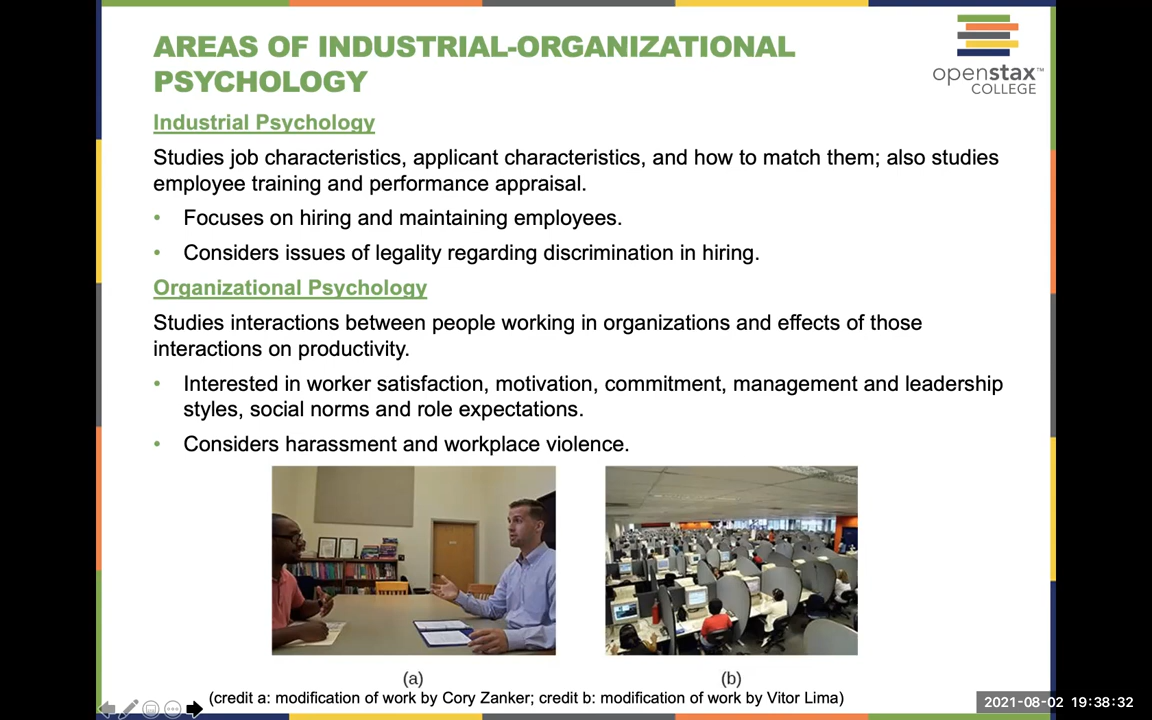 AREAS OF INDUSTRIAL-ORGANIZATIONAL
PSYCHOLOGY
openstax™
COLLEGE
Industrial Psychology
Studies job characteristics, applicant characteristics, and how to match them; also studies
employee training and performance appraisal.
• Focuses on hiring and maintaining employees.
• Considers issues of legality regarding discrimination in hiring.
Organizational Psychology
Studies interactions between people working in organizations and effects of those
interactions on productivity.
• Interested in worker satisfaction, motivation, commitment, management and leadership
styles, social norms and role expectations.
• Considers harassment and workplace violence.
(a)
(b)
(credit a: modification of work by Cory Zanker; credit b: modification of work by Vitor Lima)
2021-08-02 19:38:32